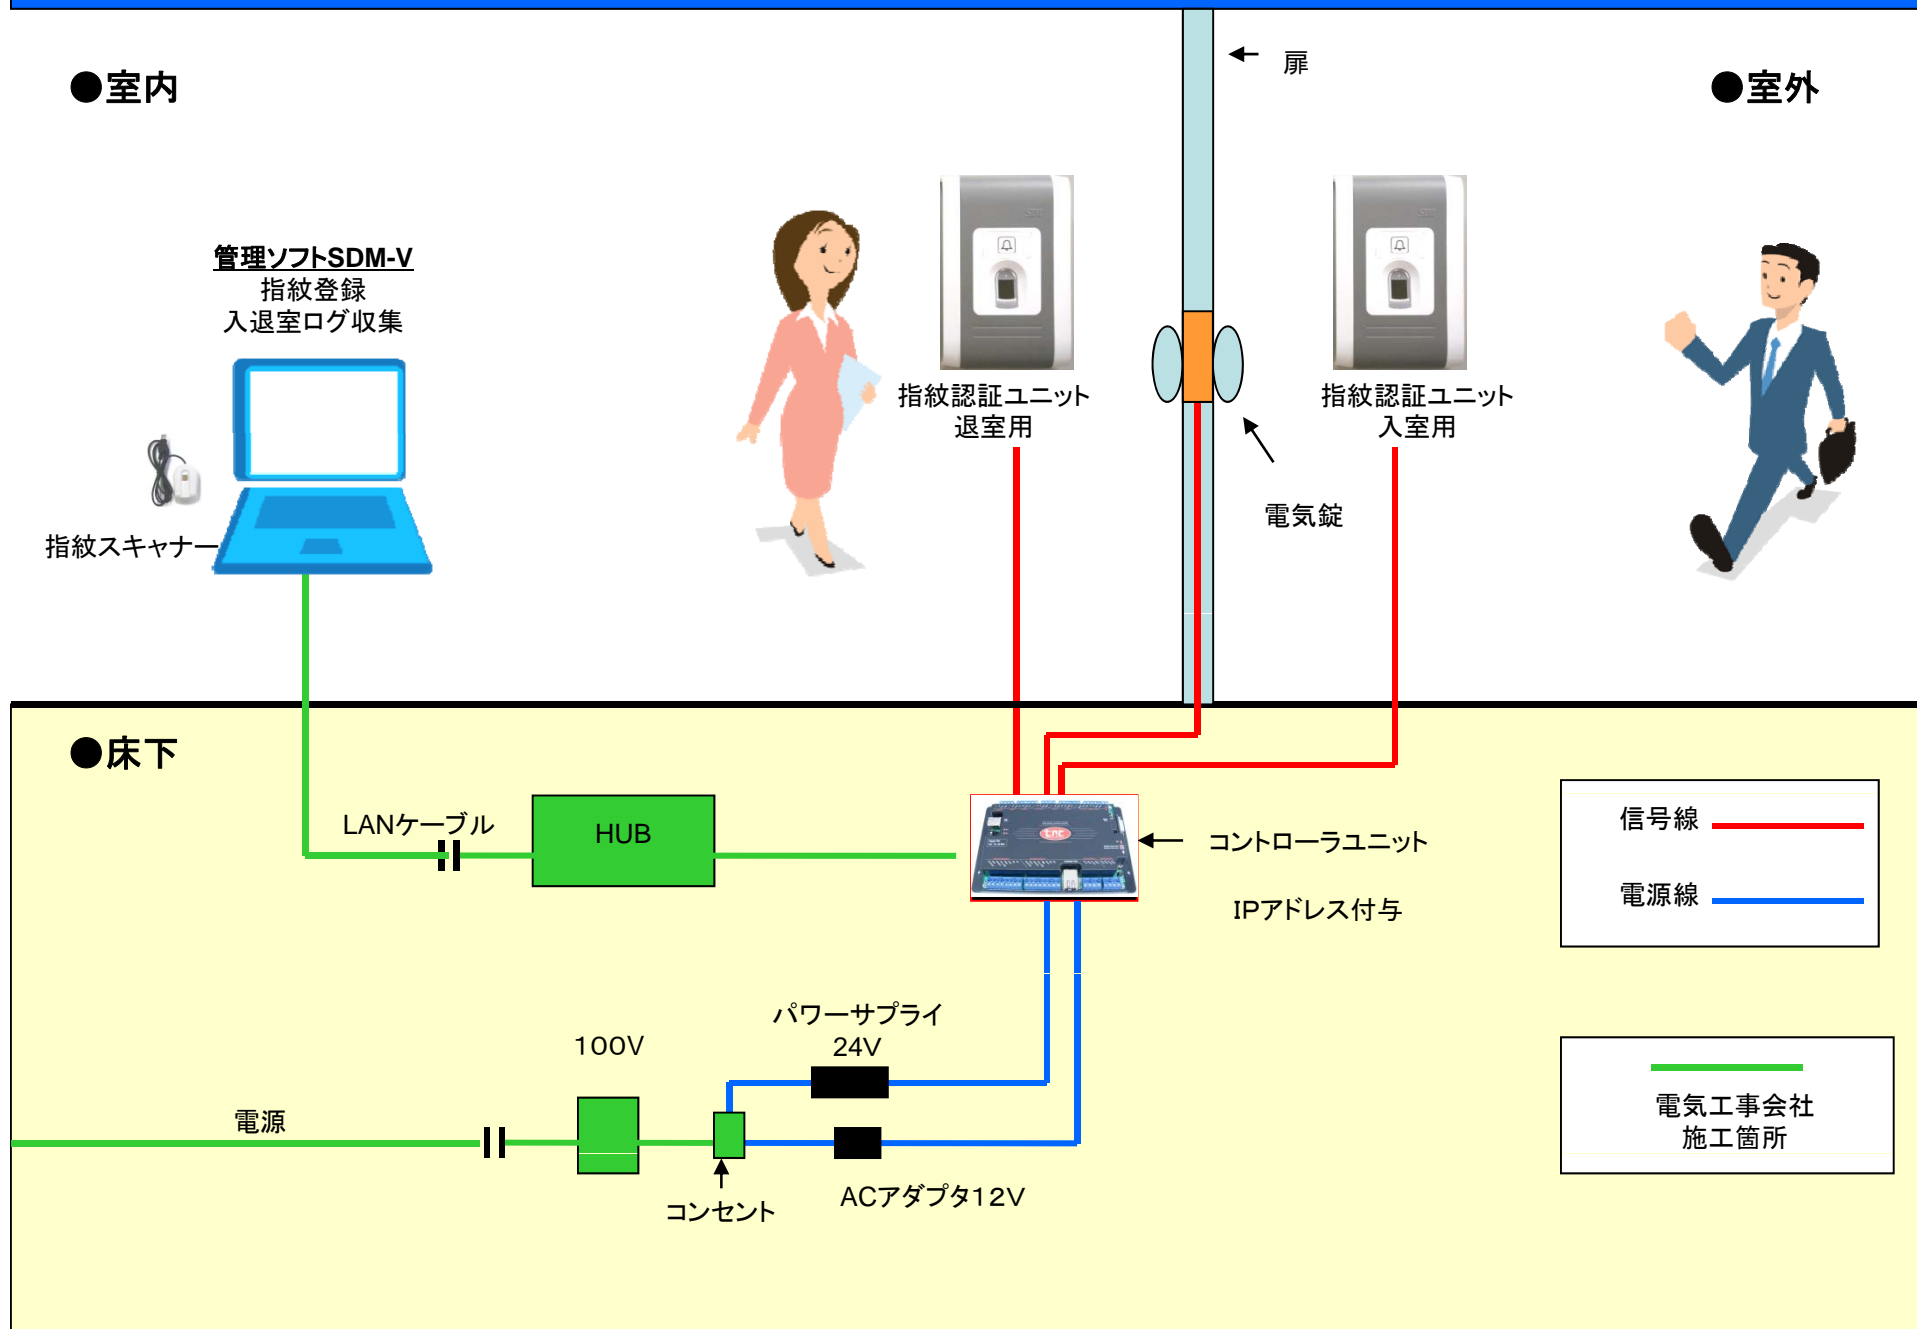 ●室内
扉
●室外
管理ソフトSDM-V
指紋登録
入退室ログ収集
指紋認証ユニット
退室用
指紋認証ユニット
入室用
電気錠
指紋スキャナー
●床下
LANケーブル
HUB
コントローラユニット
IPアドレス付与
信号線
電源線
パワーサプライ
24V
100V
電源
コンセント
ACアダプタ12V
電気工事会社
施工箇所